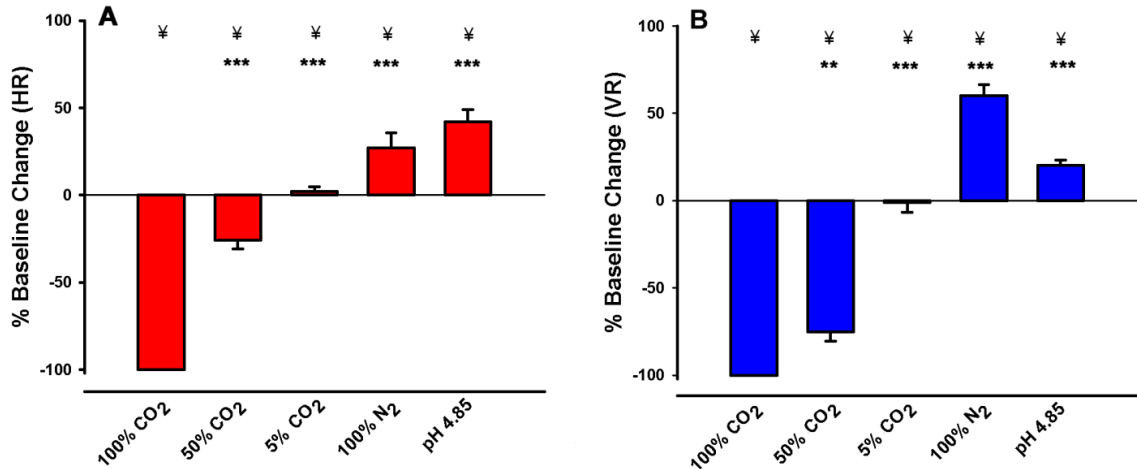 A
% Baseline Change (HR)
100
50
0
-50
-100
¥ ¥ ¥ ¥ ¥
*** *** *** ***
100% CO2
50% CO2
5% CO2
100% N2
pH 4.85
B
% Baseline Change (VR)
100
50
0
-50
-100
¥ ¥ ¥ ¥ ¥
** *** *** ***
100% CO2
50% CO2
5% CO2
100% N2
pH 4.85